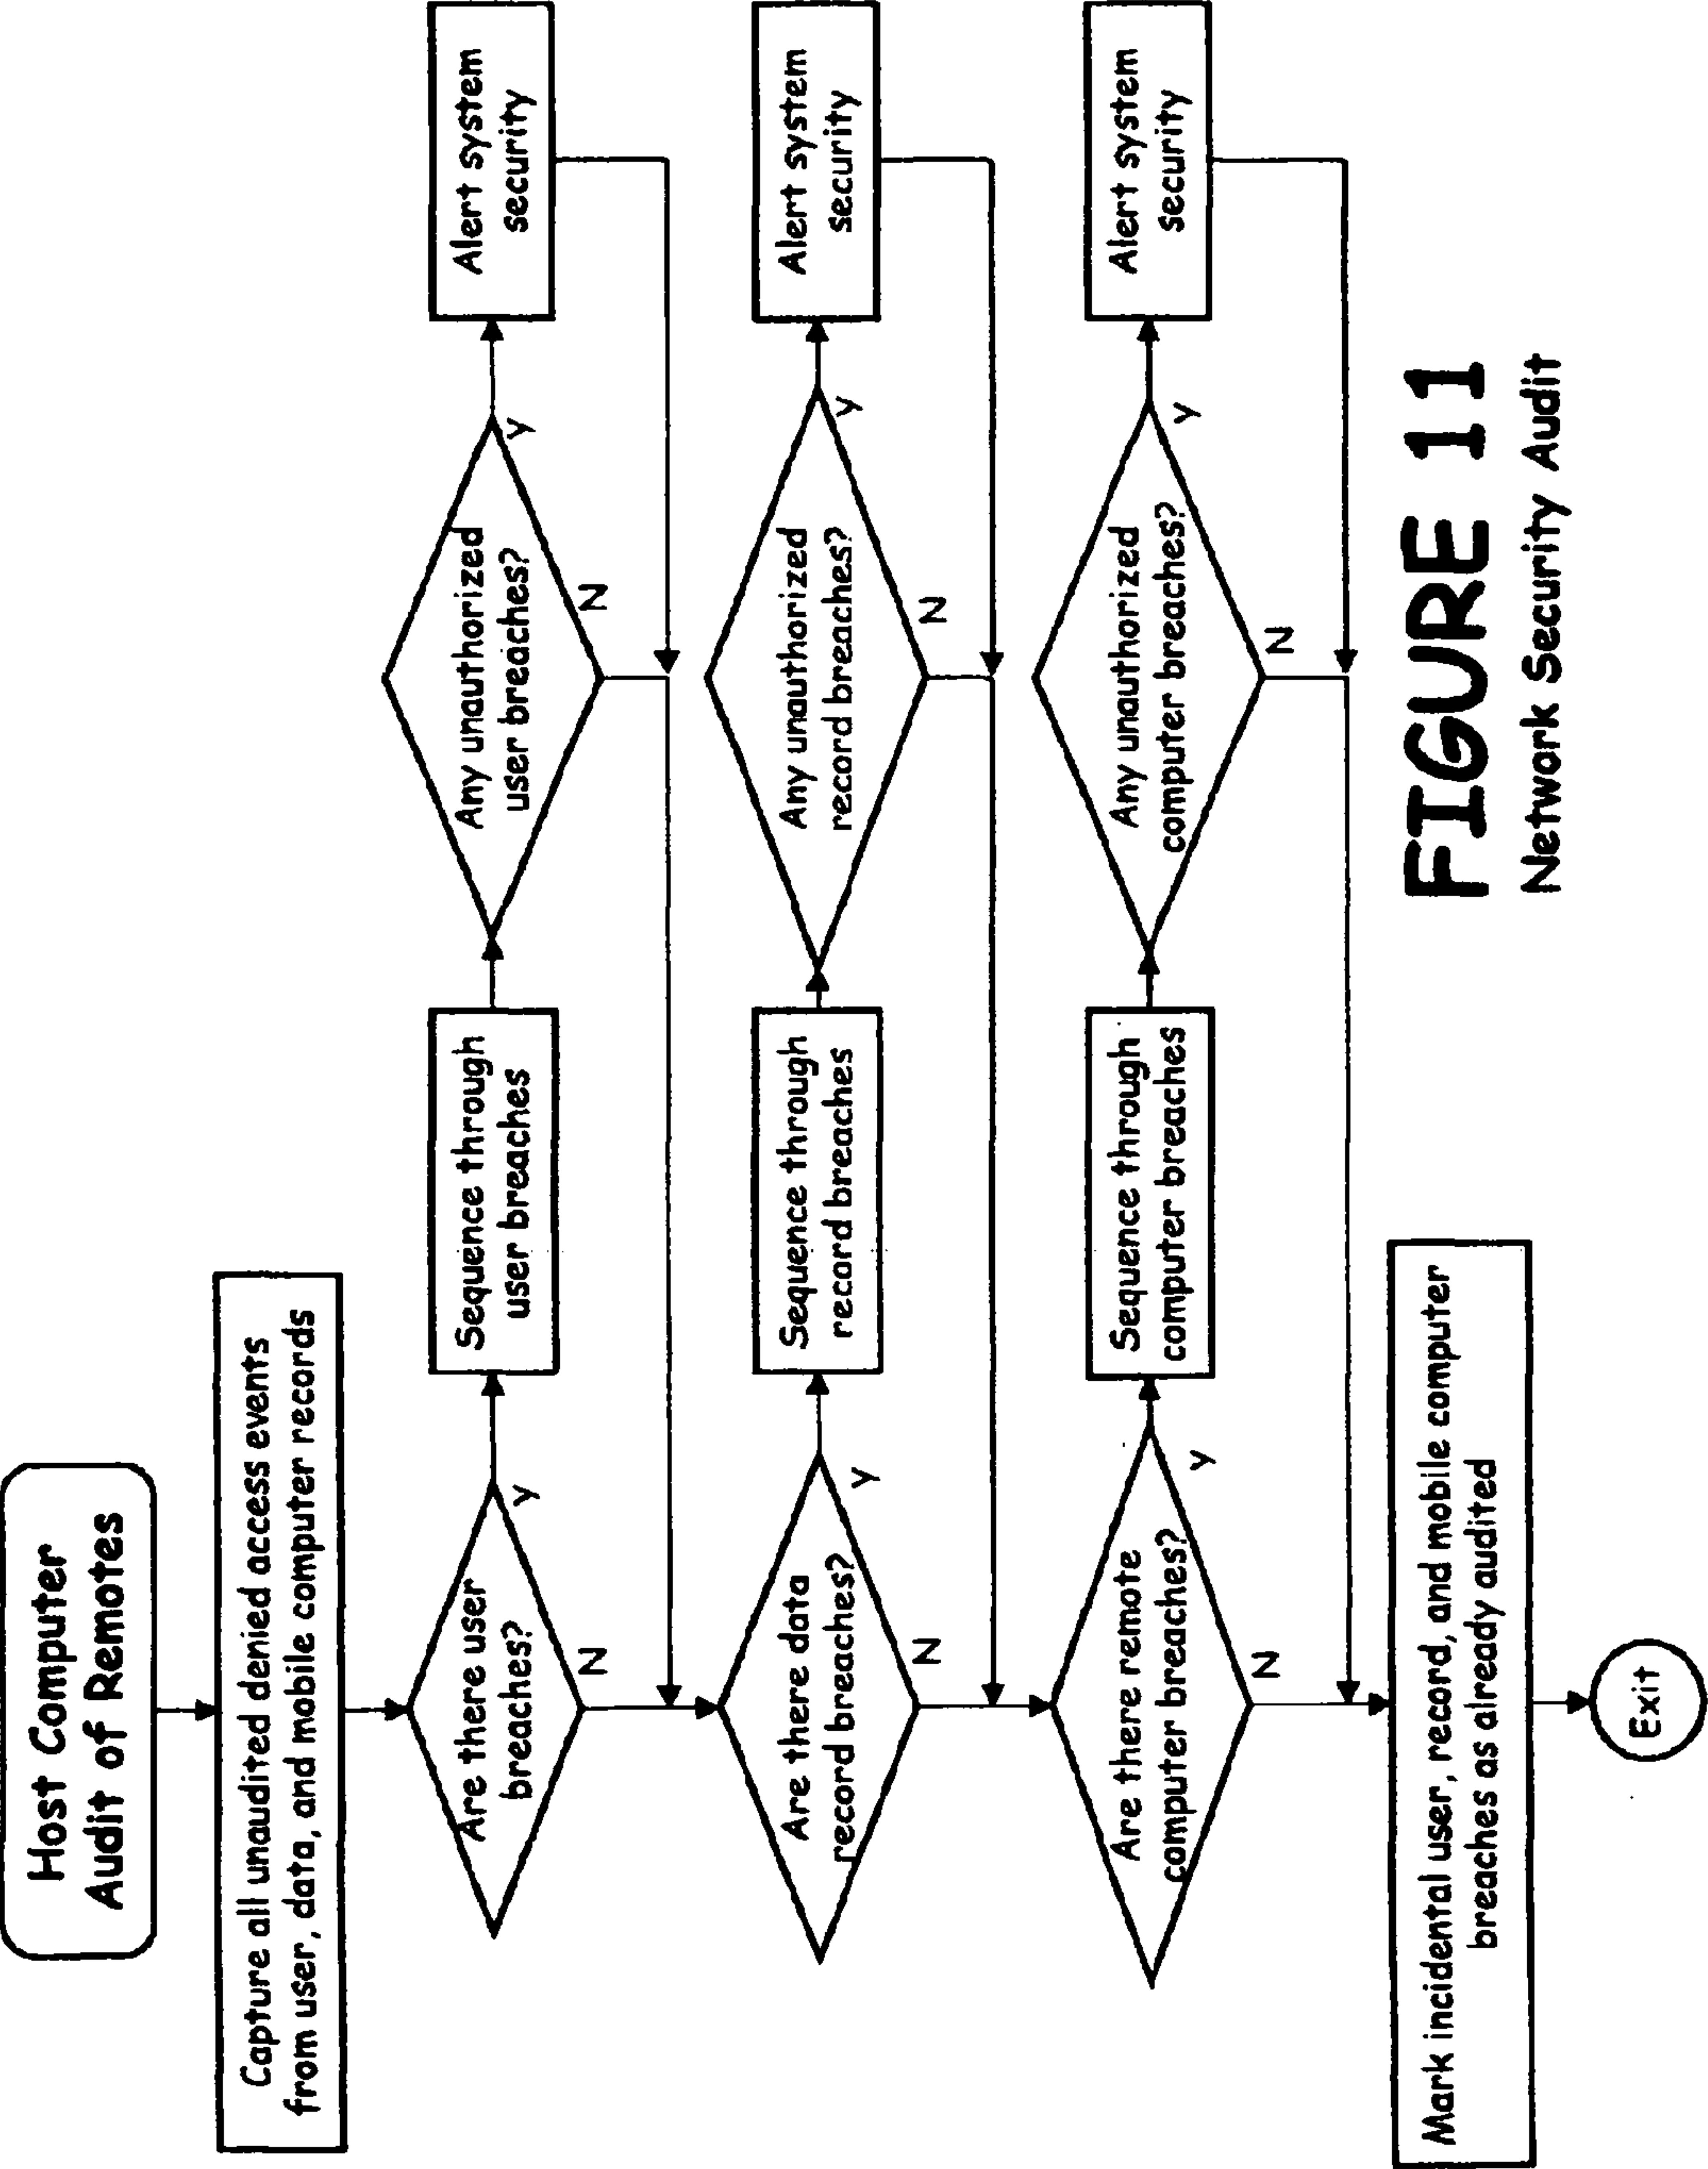 Host Computer
Audit of Remotes
Capture all unaudited denied access events
from user, data, and mobile computer records
Are there user
breaches?
Y
N
Sequence through
user breaches
Any unauthorized
user breaches?
Y
N
Alert system
security
Are there data
record breaches?
Y
N
Sequence through
record breaches
Any unauthorized
record breaches?
Y
N
Alert system
security
Are there remote
computer breaches?
Y
N
Sequence through
computer breaches
Any unauthorized
computer breaches?
Y
N
Alert system
security
Mark incidental user, record, and mobile computer
breaches as already audited
Exit
FIGURE 11
Network Security Audit